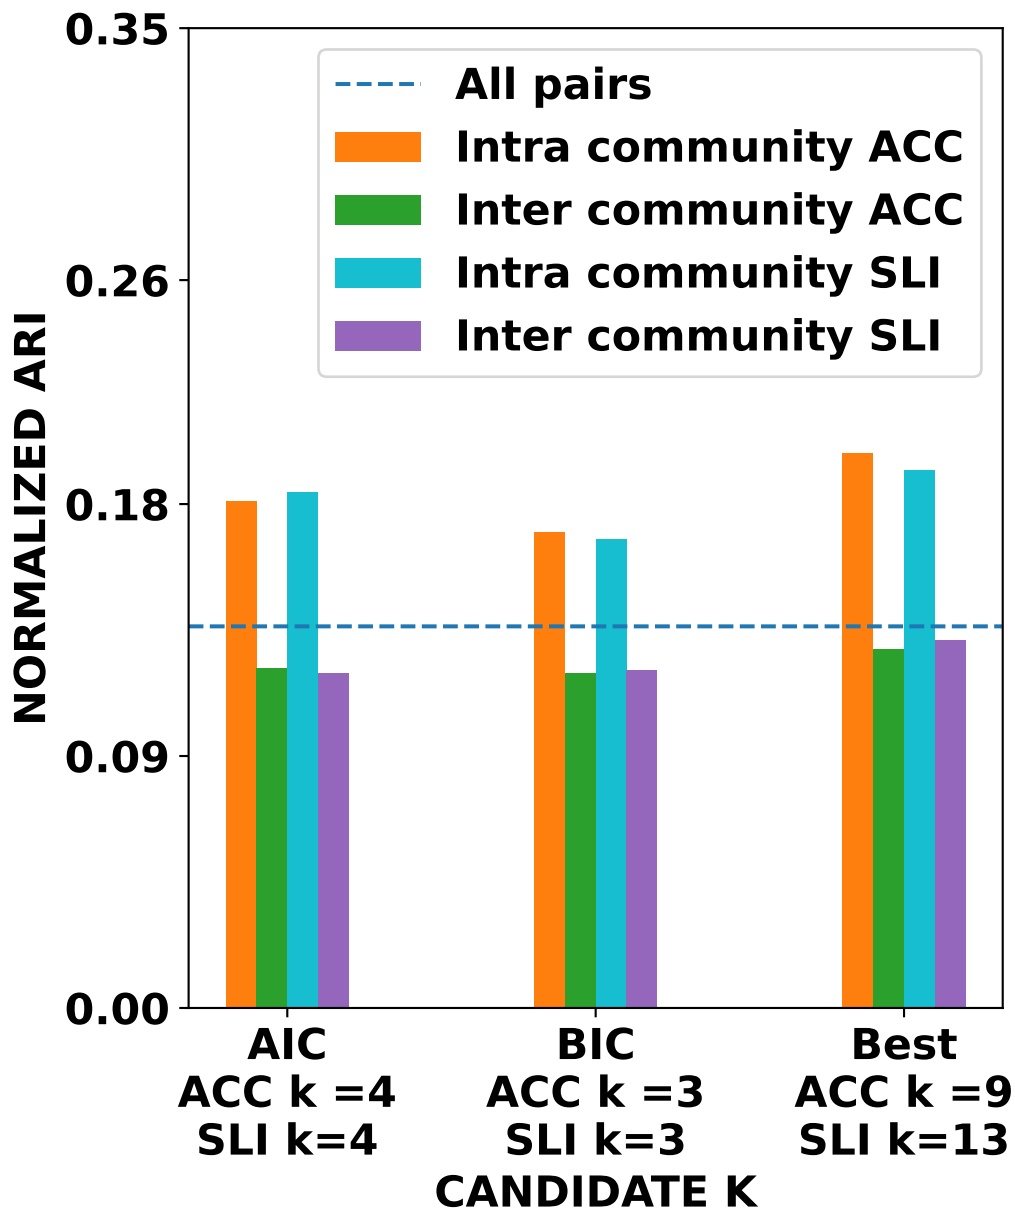 0.35
All pairs
Intra community ACC
Inter community ACC
Intra community SLI
Inter community SLI
0.26
0.18
0.09
0.00
NORMALIZED ARI
AIC
ACC k =4
SLI k=4
BIC
ACC k =3
SLI k=3
Best
ACC k =9
SLI k=13
CANDIDATE K